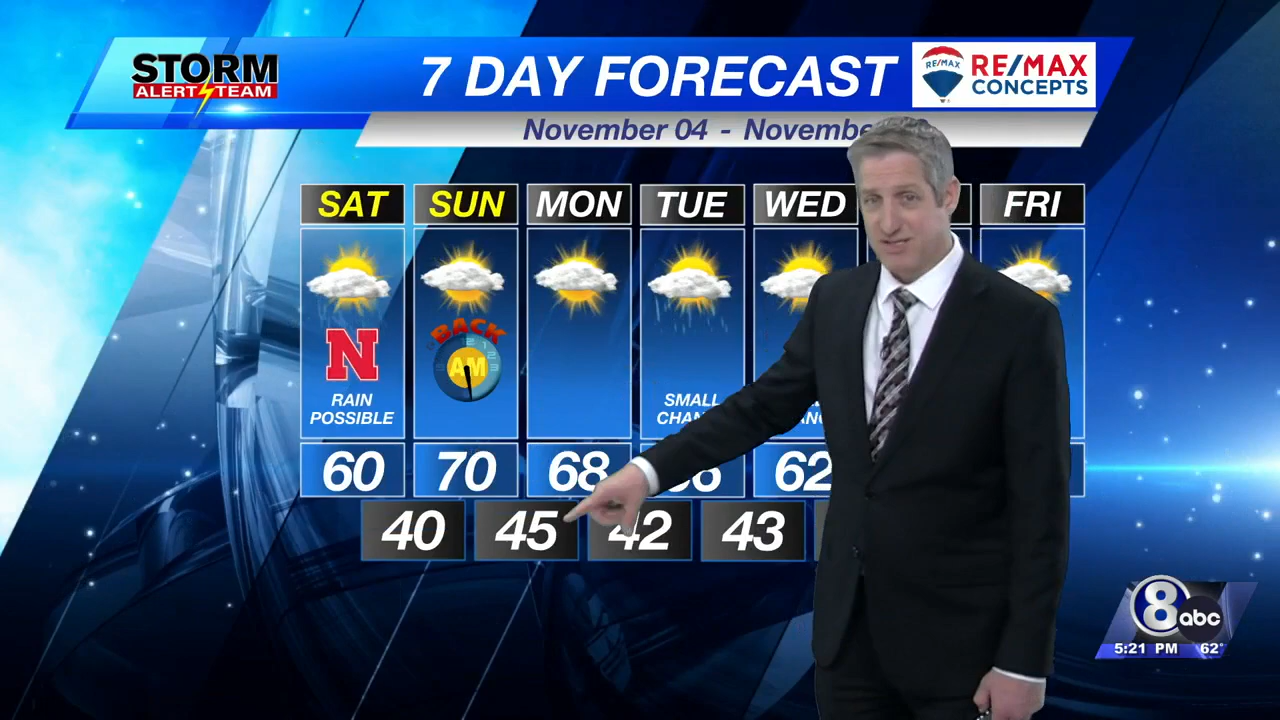 STORM
ALERT TEAM
7 DAY FORECAST
RE/MAX
RE/MAX
CONCEPTS
November 04 -
SAT
SUN
MON
TUE
WED
FRI
BACK
AM
N
RAIN
POSSIBLE
SMALL
60
70
68
62
40
45
42
43
8
abc
5:21 PM 62°